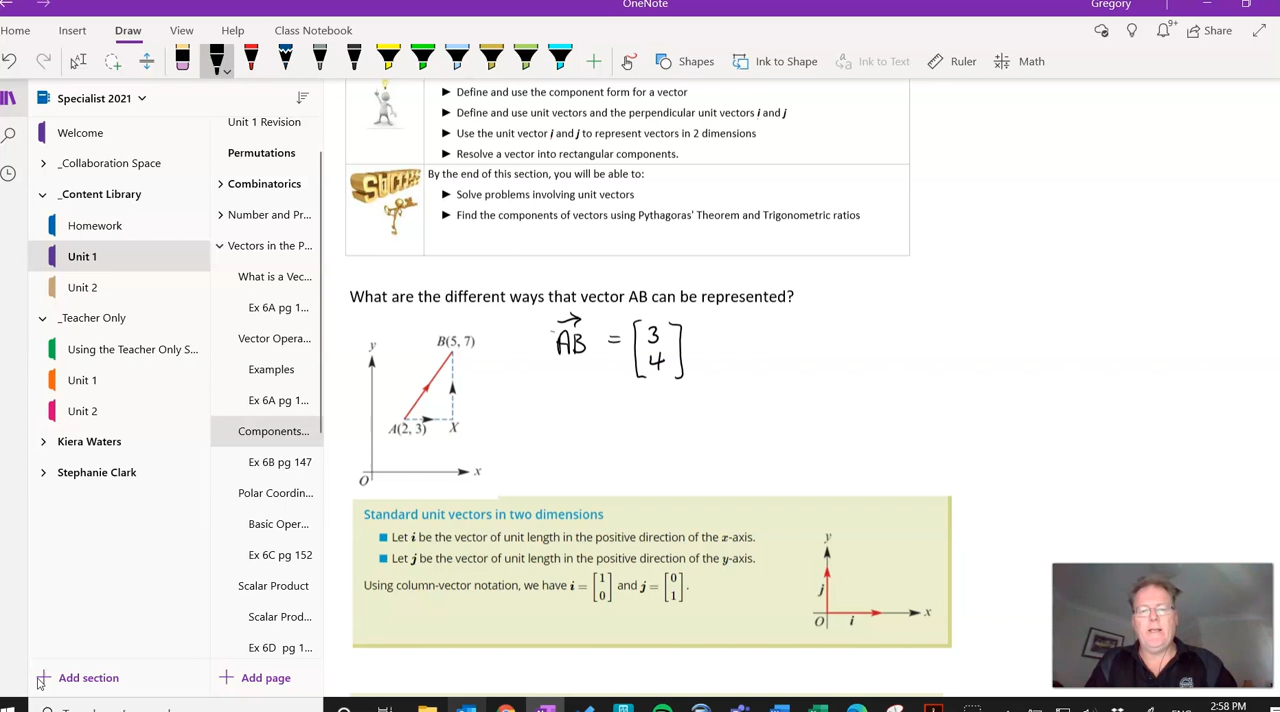 OneNote
Gregory
Home Insert Draw View Help Class Notebook
9+
Share
Shapes Ink to Shape Ink to Text Ruler Math
Specialist 2021
Welcome
_Collaboration Space
_Content Library
Homework
Unit 1
Unit 2
_Teacher Only
Using the Teacher Only S...
Unit 1
Unit 2
Kiera Waters
Stephanie Clark
Add section
Unit 1 Revision
Permutations
Combinatorics
Number and Pr...
Vectors in the P...
What is a Vec...
Ex 6A pg 1...
Vector Opera...
Examples
Ex 6A pg 1...
Components...
Ex 6B pg 147
Polar Coordin...
Basic Oper...
Ex 6C pg 152
Scalar Product
Scalar Prod...
Ex 6D pg 1...
Add page
► Define and use the component form for a vector
► Define and use unit vectors and the perpendicular unit vectors i and j
► Use the unit vector i and j to represent vectors in 2 dimensions
► Resolve a vector into rectangular components.
SUCCESS
By the end of this section, you will be able to:
► Solve problems involving unit vectors
► Find the components of vectors using Pythagoras' Theorem and Trigonometric ratios
What are the different ways that vector AB can be represented?
AB = [3
4]
y
B(5, 7)
A(2, 3)
X
x
O
Standard unit vectors in two dimensions
■ Let i be the vector of unit length in the positive direction of the x-axis.
■ Let j be the vector of unit length in the positive direction of the y-axis.
Using column-vector notation, we have i = [1 0] and j = [0 1].
y
j
O
i
x
ENG
2:58 PM